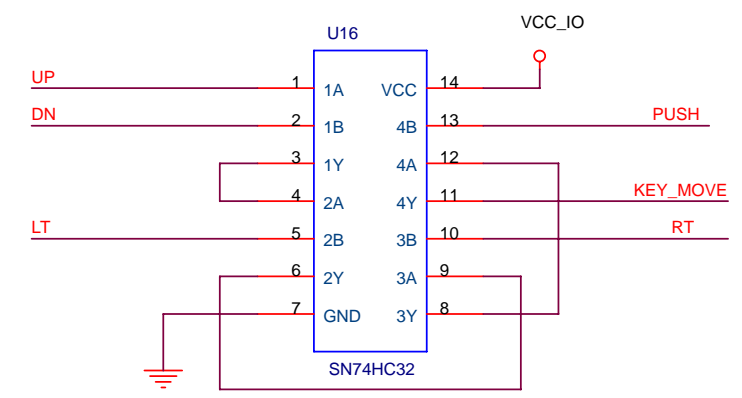 VCC_IO
U16
UP 1 1A VCC 14
DN 2 1B 4B 13 PUSH
3 1Y 4A 12
4 2A 4Y 11 KEY_MOVE
LT 5 2B 3B 10 RT
6 2Y 3A 9
7 GND 3Y 8
SN74HC32